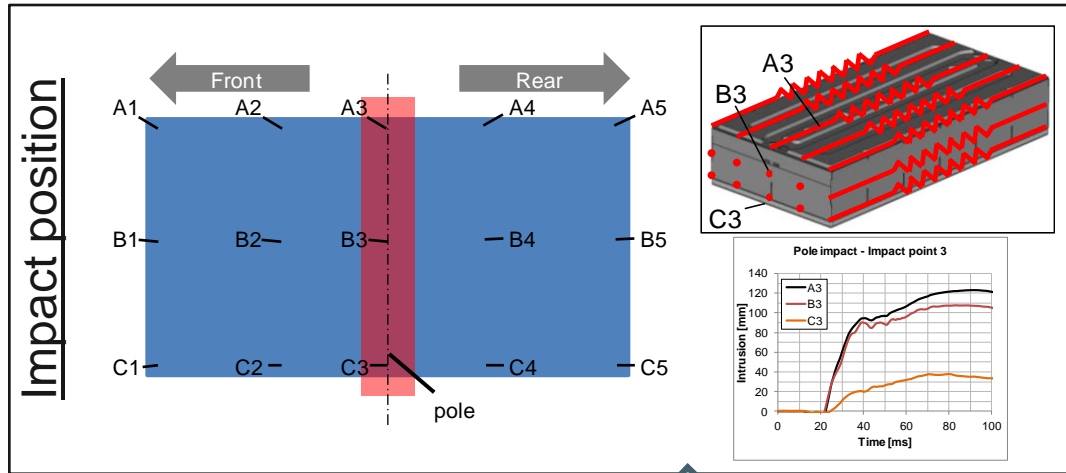 Impact position
Front
Rear
A1
A2
A3
A4
A5
B1
B2
B3
B4
B5
C1
C2
C3
C4
C5
pole
A3
B3
C3
Pole impact - Impact point 3
Intrusion [mm]
140
120
100
80
60
40
20
0
A3
B3
C3
0
20
40
60
80
100
Time [ms]